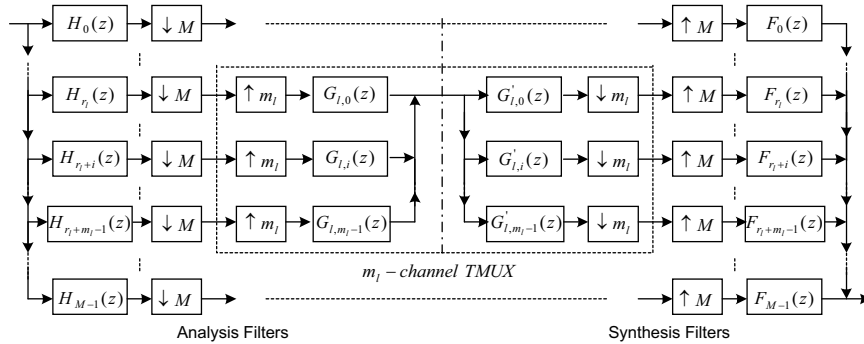 H_0(z) ↓ M ↑ M F_0(z)
H_{r_l}(z) ↓ M ↑ m_l G_{l,0}(z) G'_{l,0}(z) ↓ m_l ↑ M F_{r_l}(z)
H_{r_l+i}(z) ↓ M ↑ m_l G_{l,i}(z) G'_{l,i}(z) ↓ m_l ↑ M F_{r_l+i}(z)
H_{r_l+m_l-1}(z) ↓ M ↑ m_l G_{l,m_l-1}(z) G'_{l,m_l-1}(z) ↓ m_l ↑ M F_{r_l+m_l-1}(z)
m_l – channel TMUX
H_{M-1}(z) ↓ M ↑ M F_{M-1}(z)
Analysis Filters Synthesis Filters